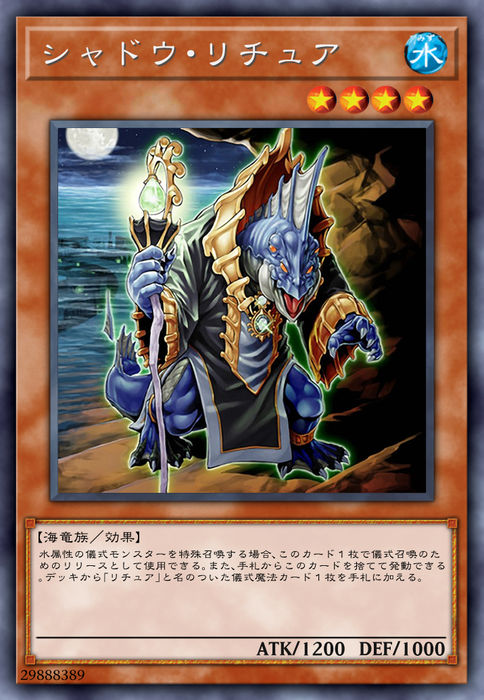 シャドウ・リチュア
みず
水
【海竜族／効果】
水属性の儀式モンスターを特殊召喚する場合、このカード１枚で儀式召喚のた
めのリリースとして使用できる。また、手札からこのカードを捨てて発動できる
。デッキから「リチュア」と名のついた儀式魔法カード１枚を手札に加える。
ATK/1200 DEF/1000
29888389